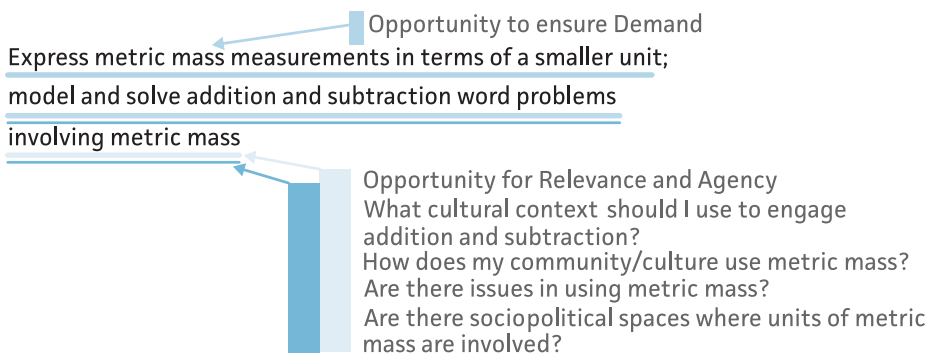 Opportunity to ensure Demand
Express metric mass measurements in terms of a smaller unit;
model and solve addition and subtraction word problems
involving metric mass
Opportunity for Relevance and Agency
What cultural context should I use to engage
addition and subtraction?
How does my community/culture use metric mass?
Are there issues in using metric mass?
Are there sociopolitical spaces where units of metric
mass are involved?